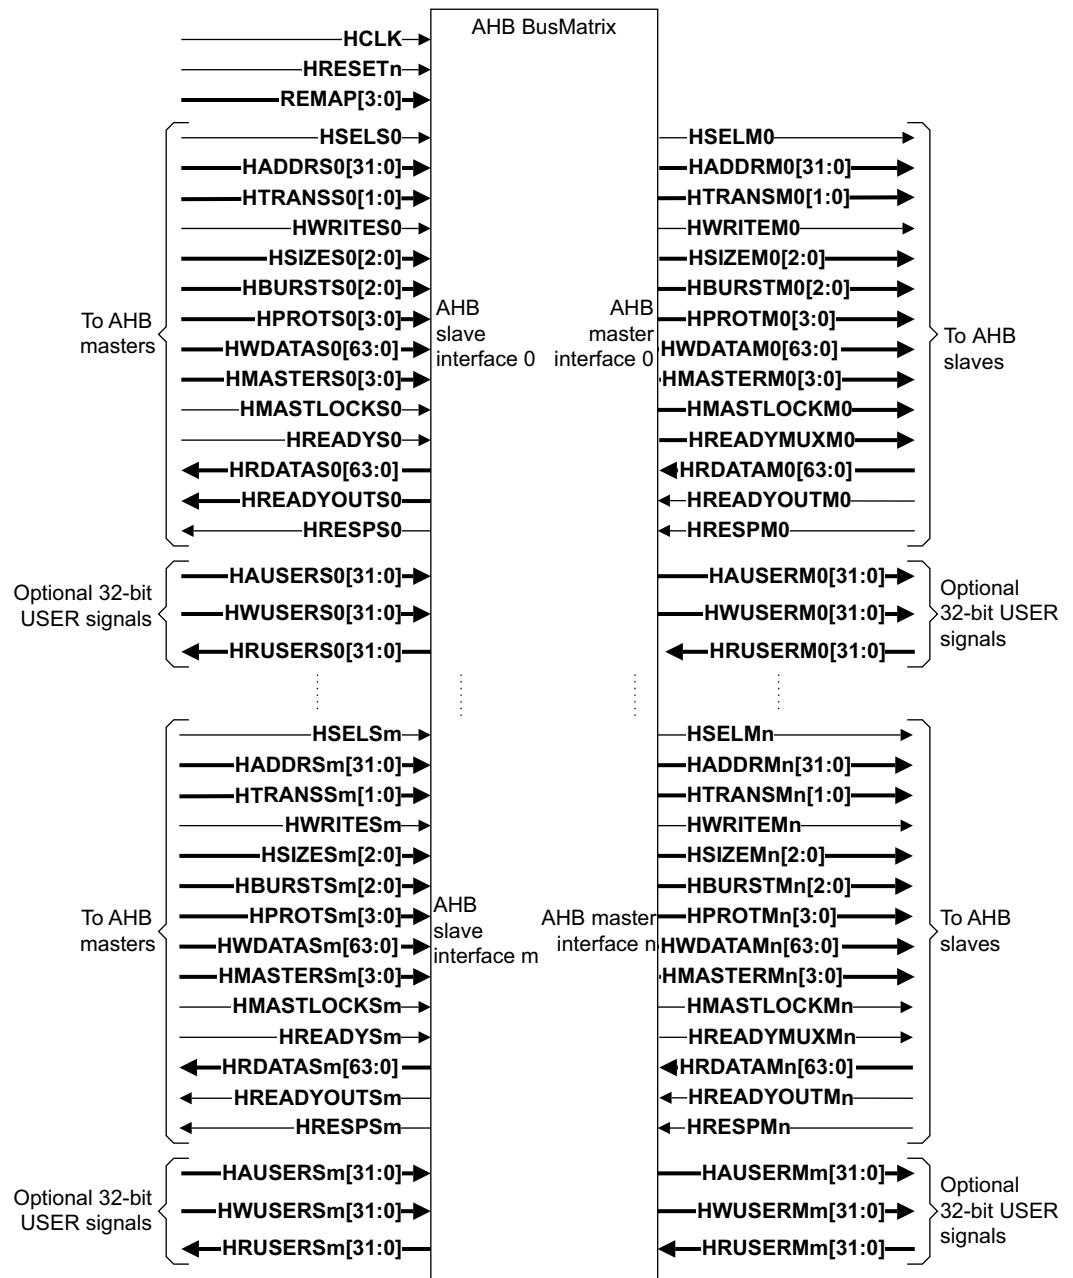 AHB BusMatrix
HCLK
HRESETn
REMAP[3:0]
HSELS0
HADDRS0[31:0]
HTRANSS0[1:0]
HWRITES0
HSIZES0[2:0]
HBURSTS0[2:0]
HPROTS0[3:0]
HWDATAS0[63:0]
HMASTERS0[3:0]
HMASTLOCKS0
HREADYS0
HRDATAS0[63:0]
HREADYOUTS0
HRESPS0
To AHB
masters
AHB
slave
interface 0
AHB
master
interface 0
HSELM0
HADDRM0[31:0]
HTRANSM0[1:0]
HWRITEM0
HSIZEM0[2:0]
HBURSTM0[2:0]
HPROTM0[3:0]
HWDATAM0[63:0]
HMASTERM0[3:0]
HMASTLOCKM0
HREADYMUXM0
HRDATAM0[63:0]
HREADYOUTM0
HRESPM0
To AHB
slaves
Optional 32-bit
USER signals
HAUSERS0[31:0]
HWUSERS0[31:0]
HRUSERS0[31:0]
HAUSERM0[31:0]
HWUSERM0[31:0]
HRUSERM0[31:0]
Optional
32-bit USER
signals
HSELSm
HADDRSm[31:0]
HTRANSSm[1:0]
HWRITESm
HSIZESm[2:0]
HBURSTSm[2:0]
HPROTSm[3:0]
HWDATASm[63:0]
HMASTERSm[3:0]
HMASTLOCKSm
HREADYSm
HRDATASm[63:0]
HREADYOUTSm
HRESPSm
To AHB
masters
AHB
slave
interface m
AHB master
interface n
HSELMn
HADDRMn[31:0]
HTRANSMn[1:0]
HWRITEMn
HSIZEMn[2:0]
HBURSTMn[2:0]
HPROTMn[3:0]
HWDATAMn[63:0]
HMASTERMn[3:0]
HMASTLOCKMn
HREADYMUXMn
HRDATAMn[63:0]
HREADYOUTMn
HRESPMn
To AHB
slaves
Optional 32-bit
USER signals
HAUSERSm[31:0]
HWUSERSm[31:0]
HRUSERSm[31:0]
HAUSERMm[31:0]
HWUSERMm[31:0]
HRUSERMm[31:0]
Optional
32-bit USER
signals